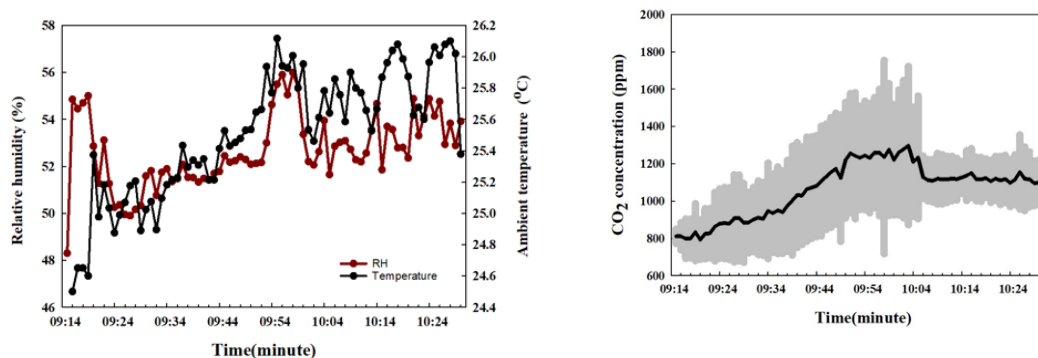 58
56
54
52
50
48
46
Relative humidity (%)
26.2
26.0
25.8
25.6
25.4
25.2
25.0
24.8
24.6
24.4
Ambient temperature (⁰C)
RH
Temperature
09:14 09:24 09:34 09:44 09:54 10:04 10:14 10:24
Time(minute)
2000
1800
1600
1400
1200
1000
800
600
CO₂ concentration (ppm)
09:14 09:24 09:34 09:44 09:54 10:04 10:14 10:24
Time(minute)